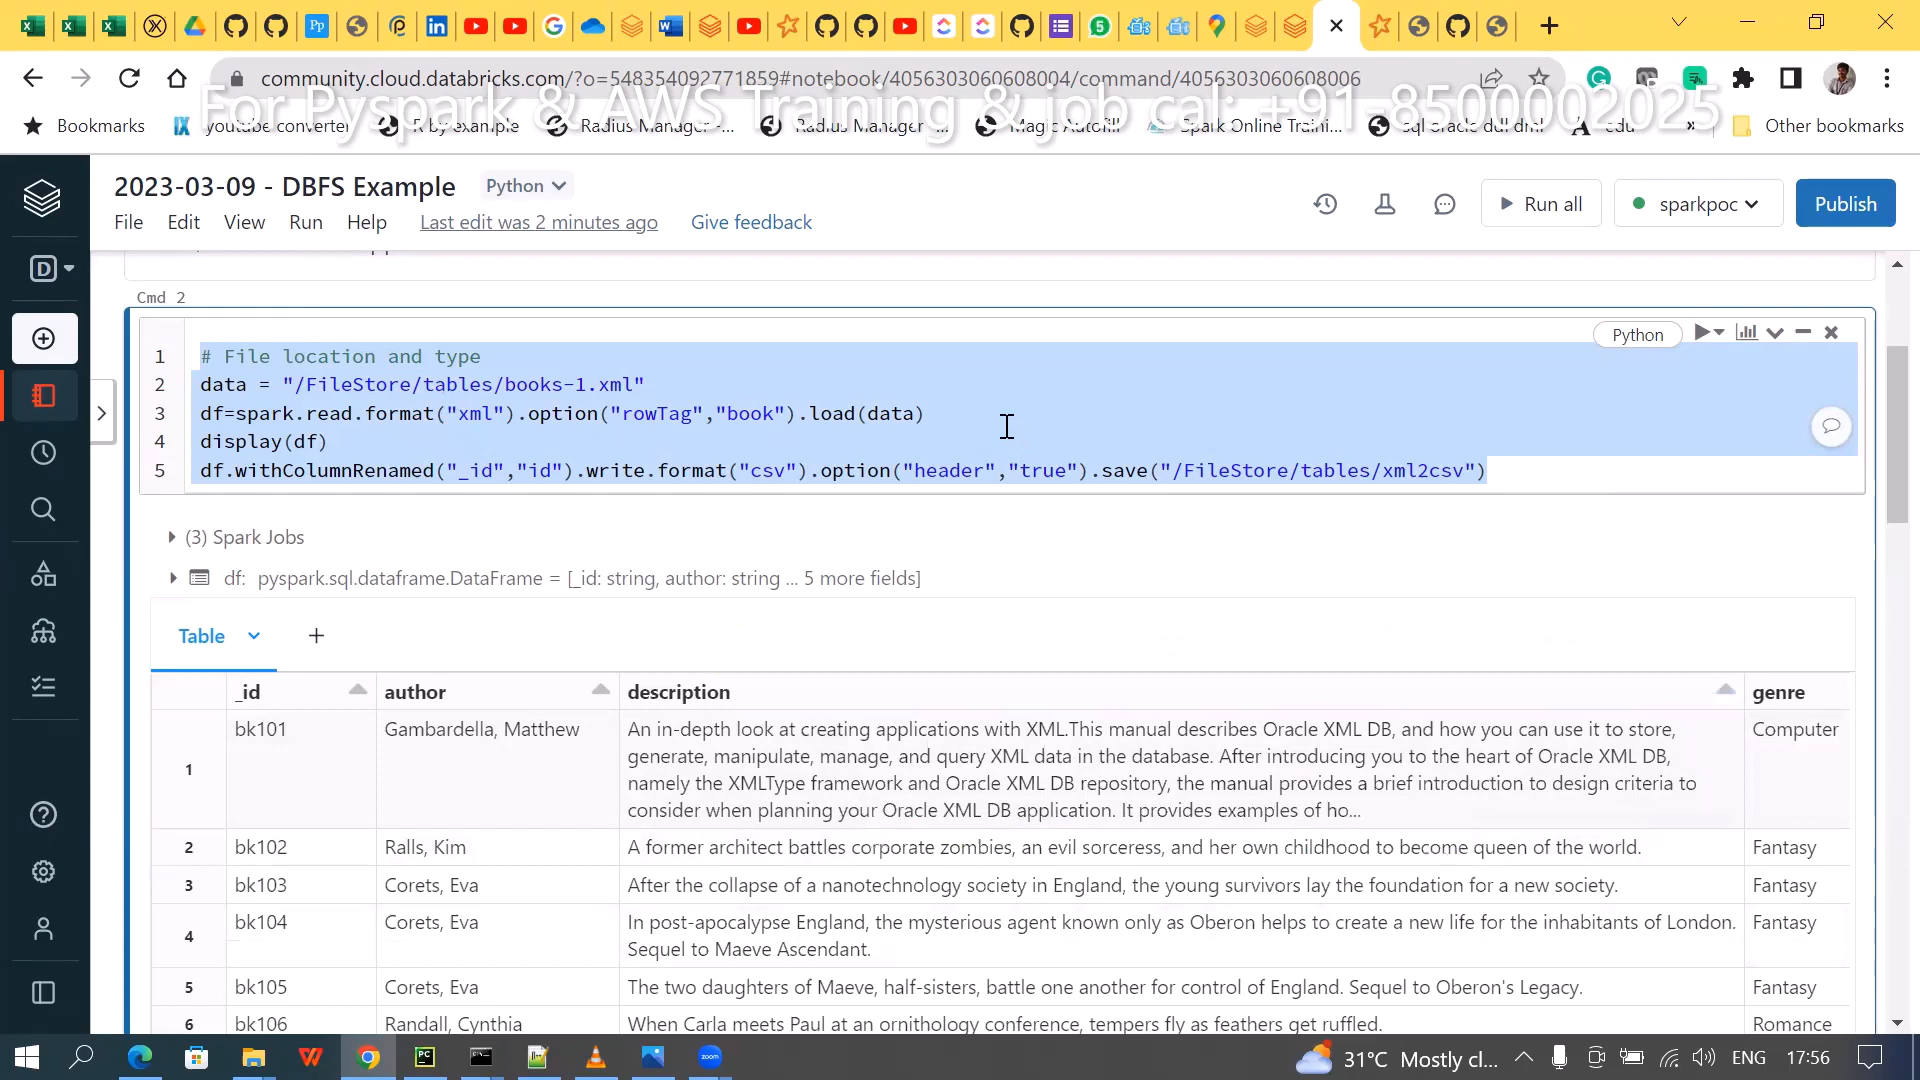 community.cloud.databricks.com/?o=548354092771859#notebook/4056303060608004/command/4056303060608006
For Pyspark & AWS Training & job cal: +91-8500002025
Bookmarks
youtube converter
R by example
Radius Manager -...
Radius Manager -...
Magic Autofill
Spark Online Traini...
sql oracle ddl dml
edu
»
Other bookmarks
2023-03-09 - DBFS Example
Python
File
Edit
View
Run
Help
Last edit was 2 minutes ago
Give feedback
Run all
sparkpoc
Publish
D
Cmd 2
Python
1 # File location and type
2 data = "/FileStore/tables/books-1.xml"
3 df=spark.read.format("xml").option("rowTag","book").load(data)
4 display(df)
5 df.withColumnRenamed("_id","id").write.format("csv").option("header","true").save("/FileStore/tables/xml2csv")
(3) Spark Jobs
df: pyspark.sql.dataframe.DataFrame = [_id: string, author: string ... 5 more fields]
Table
+
_id author description genre
1 bk101 Gambardella, Matthew An in-depth look at creating applications with XML.This manual describes Oracle XML DB, and how you can use it to store, Computer
generate, manipulate, manage, and query XML data in the database. After introducing you to the heart of Oracle XML DB,
namely the XMLType framework and Oracle XML DB repository, the manual provides a brief introduction to design criteria to
consider when planning your Oracle XML DB application. It provides examples of ho...
2 bk102 Ralls, Kim A former architect battles corporate zombies, an evil sorceress, and her own childhood to become queen of the world. Fantasy
3 bk103 Corets, Eva After the collapse of a nanotechnology society in England, the young survivors lay the foundation for a new society. Fantasy
4 bk104 Corets, Eva In post-apocalypse England, the mysterious agent known only as Oberon helps to create a new life for the inhabitants of London. Fantasy
Sequel to Maeve Ascendant.
5 bk105 Corets, Eva The two daughters of Maeve, half-sisters, battle one another for control of England. Sequel to Oberon's Legacy. Fantasy
6 bk106 Randall, Cynthia When Carla meets Paul at an ornithology conference, tempers fly as feathers get ruffled. Romance
31°C Mostly cl...
ENG
17:56